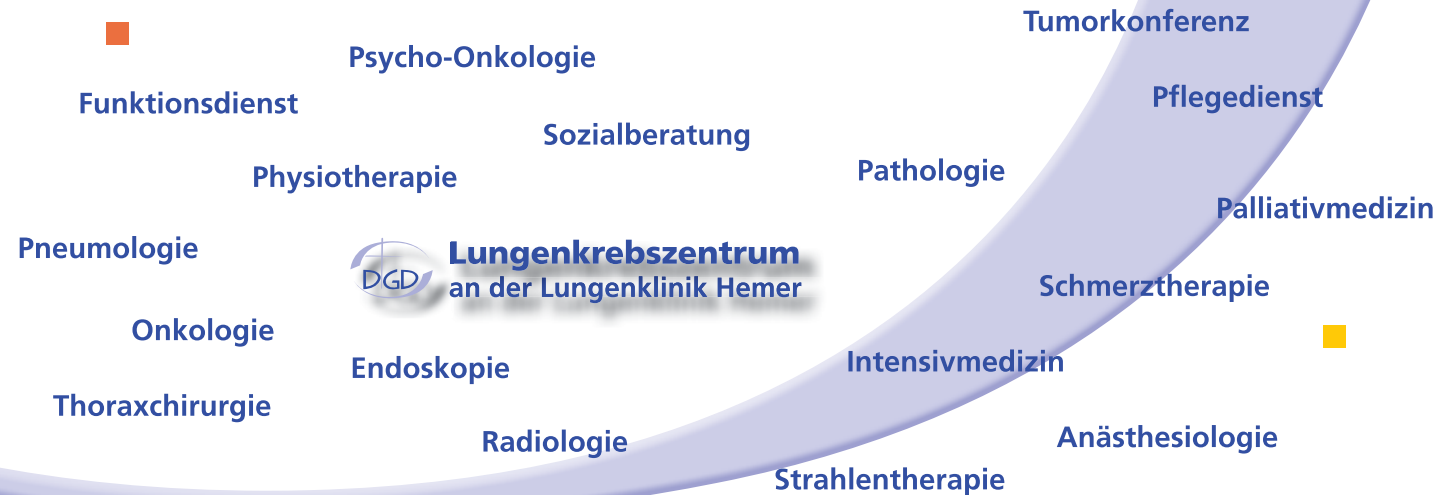 Tumorkonferenz
Psycho-Onkologie
Pflegedienst
Funktionsdienst
Sozialberatung
Pathologie
Physiotherapie
Palliativmedizin
Pneumologie
DGD
Lungenkrebszentrum
an der Lungenklinik Hemer
Schmerztherapie
Onkologie
Intensivmedizin
Endoskopie
Thoraxchirurgie
Anästhesiologie
Radiologie
Strahlentherapie